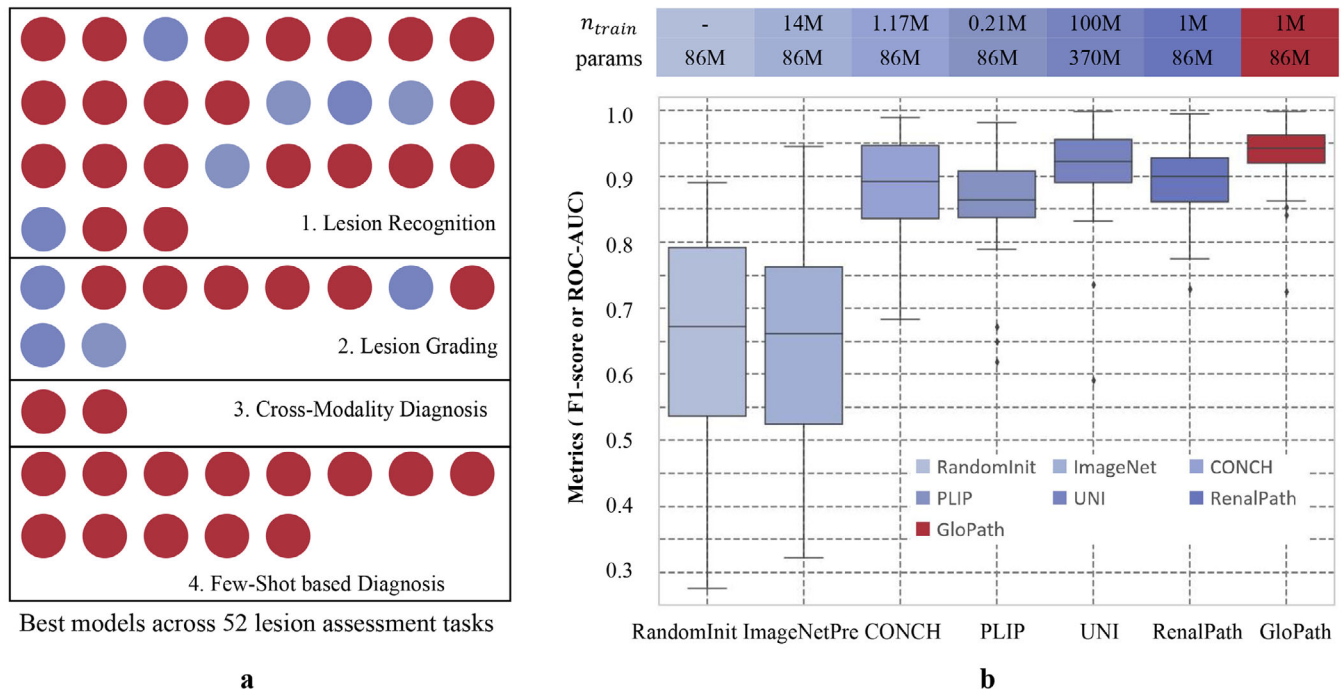 1. Lesion Recognition
2. Lesion Grading
3. Cross-Modality Diagnosis
4. Few-Shot based Diagnosis
Best models across 52 lesion assessment tasks
a
n_train - 14M 1.17M 0.21M 100M 1M 1M
params 86M 86M 86M 86M 370M 86M 86M
Metrics ( F1-score or ROC-AUC)
1.0
0.9
0.8
0.7
0.6
0.5
0.4
0.3
RandomInit ImageNet CONCH
PLIP UNI RenalPath
GloPath
RandomInit ImageNetPre CONCH PLIP UNI RenalPath GloPath
b